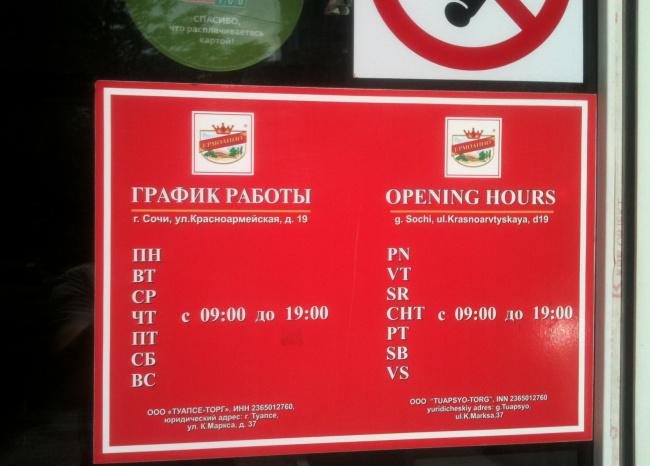 СПАСИБО,
что расплачиваетесь
картой!
ЕРМОЛИНО
ГРАФИК РАБОТЫ
г. Сочи, ул.Красноармейская, д. 19
ПН
ВТ
СР
ЧТ с 09:00 до 19:00
ПТ
СБ
ВС
ООО «ТУАПСЕ-ТОРГ», ИНН 2365012760,
юридический адрес: г. Туапсе,
ул. К.Маркса, д. 37
ЕРМОЛИНО
OPENING HOURS
g. Sochi, ul.Krasnoarvtyskaya, d19
PN
VT
SR
CHT с 09:00 до 19:00
PT
SB
VS
OOO "TUAPSYO-TORG", INN 2365012760
yuridicheskiy adres: g.Tuapsyo,
ul.K.Marksa.37